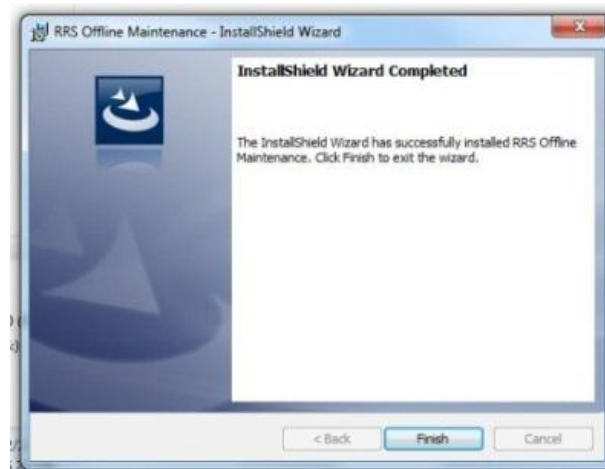 RRS Offline Maintenance - InstallShield Wizard
InstallShield Wizard Completed
The InstallShield Wizard has successfully installed RRS Offline
Maintenance. Click Finish to exit the wizard.
< Back
Finish
Cancel